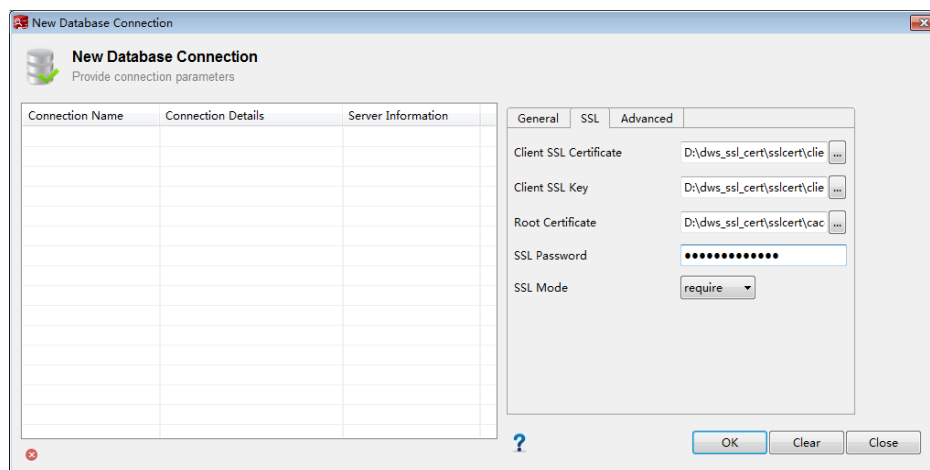 New Database Connection
New Database Connection
Provide connection parameters
Connection Name Connection Details Server Information
General SSL Advanced
Client SSL Certificate D:\dws_ssl_cert\sslcert\clie ...
Client SSL Key D:\dws_ssl_cert\sslcert\clie ...
Root Certificate D:\dws_ssl_cert\sslcert\cac ...
SSL Password ●●●●●●●●●●●●●
SSL Mode require
? OK Clear Close